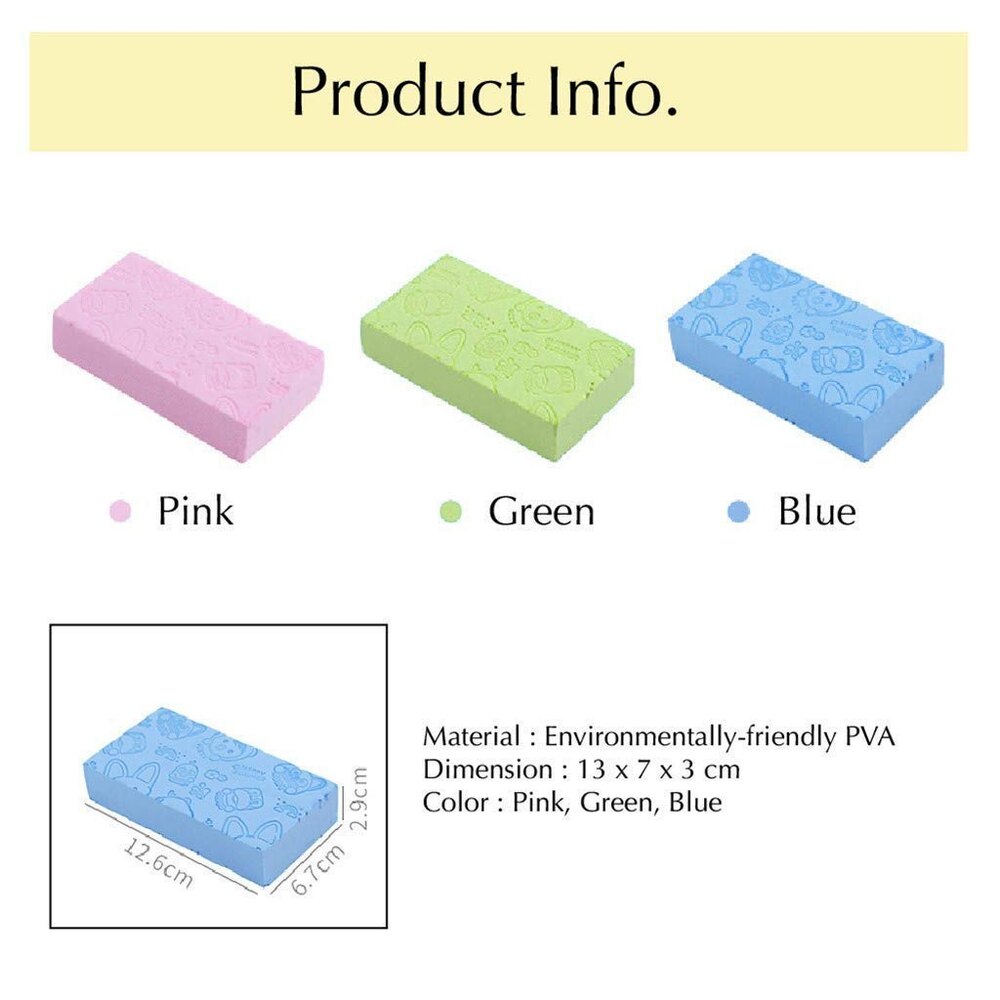 Product Info.
Pink
Green
Blue
2.9cm
12.6cm
6.7cm
Material : Environmentally-friendly PVA
Dimension : 13 x 7 x 3 cm
Color : Pink, Green, Blue